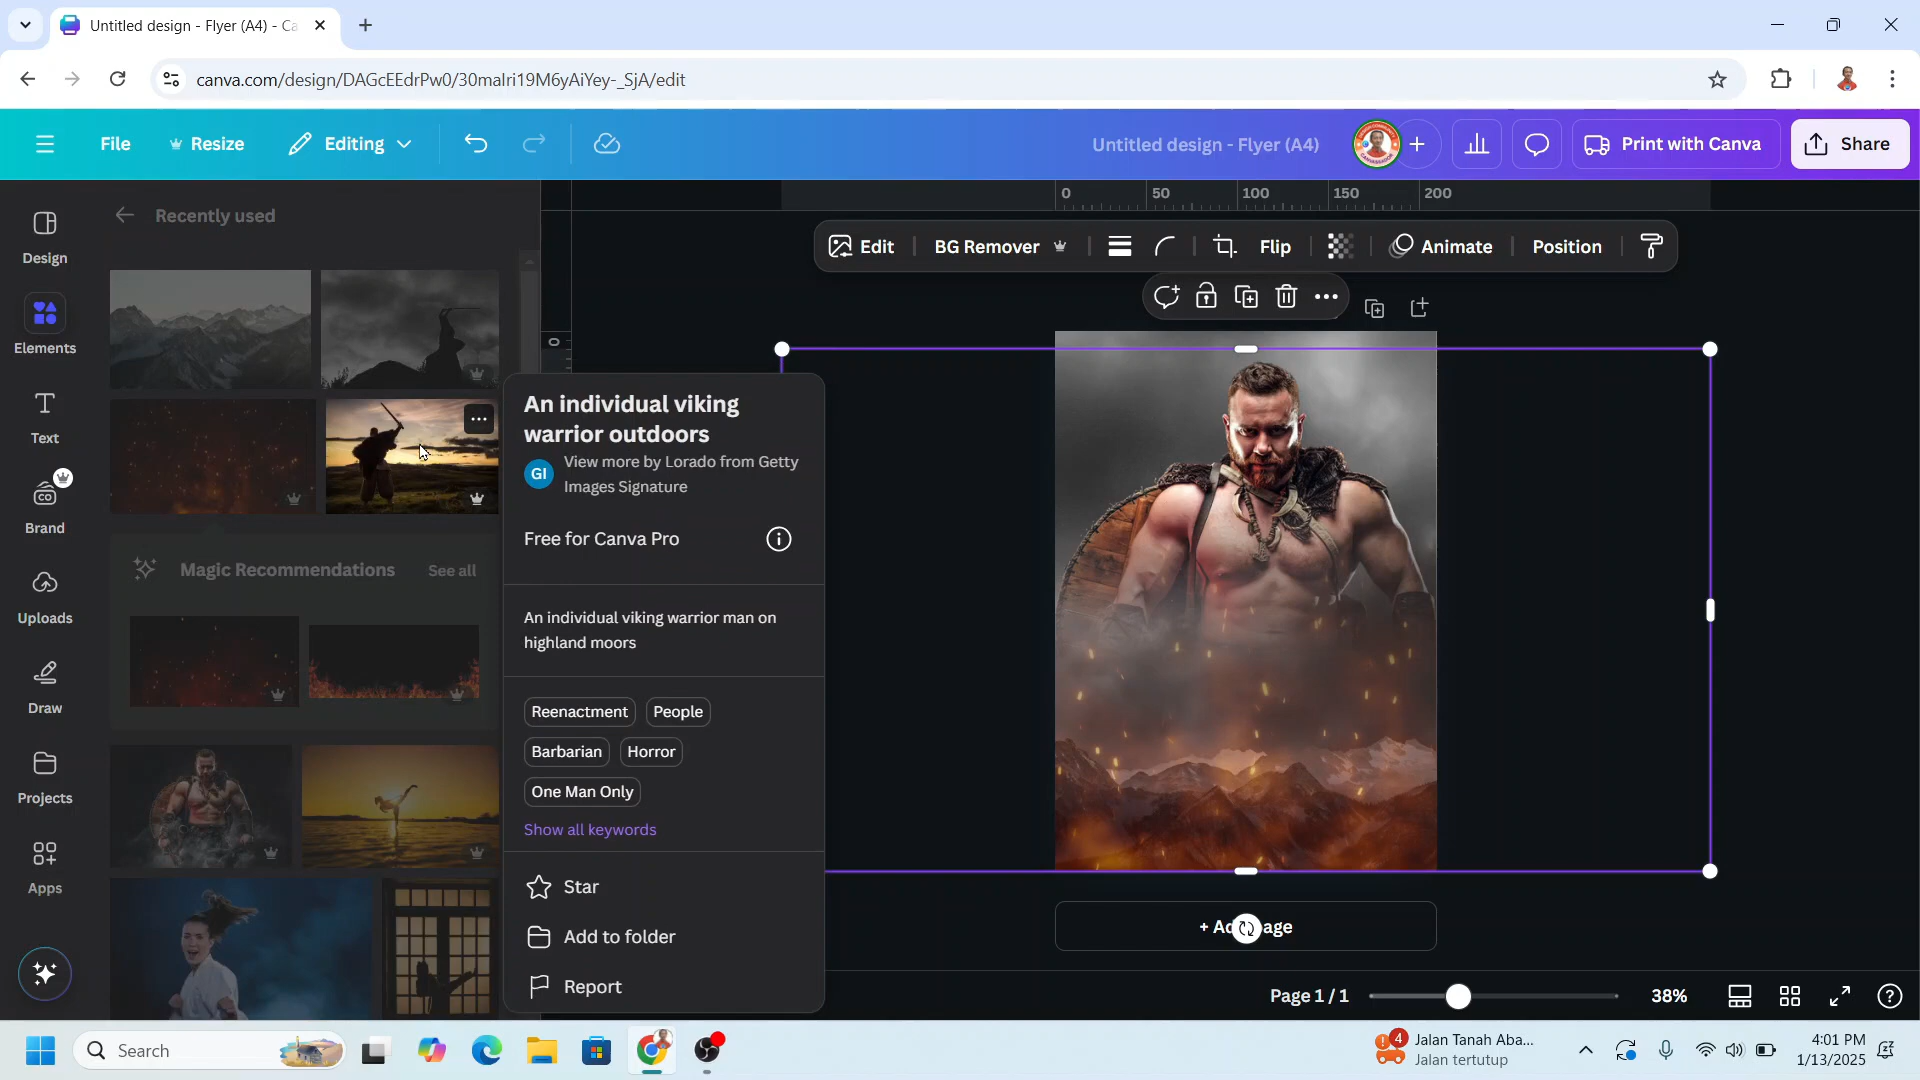 Untitled design - Flyer (A4) - Ca
canva.com/design/DAGcEEdrPw0/30malri19M6yAiYey-_SjA/edit
File
Resize
Editing
Untitled design - Flyer (A4)
Print with Canva
Share
Design
Elements
Text
Brand
Uploads
Draw
Projects
Apps
Recently used
Magic Recommendations
See all
An individual viking
warrior outdoors
GI
View more by Lorado from Getty
Images Signature
Free for Canva Pro
An individual viking warrior man on
highland moors
Reenactment
People
Barbarian
Horror
One Man Only
Show all keywords
Star
Add to folder
Report
0
50
100
150
200
0
Edit
BG Remover
Flip
Animate
Position
Page 1 / 1
38%
Search
4
Jalan Tanah Aba...
Jalan tertutup
4:01 PM
1/13/2025